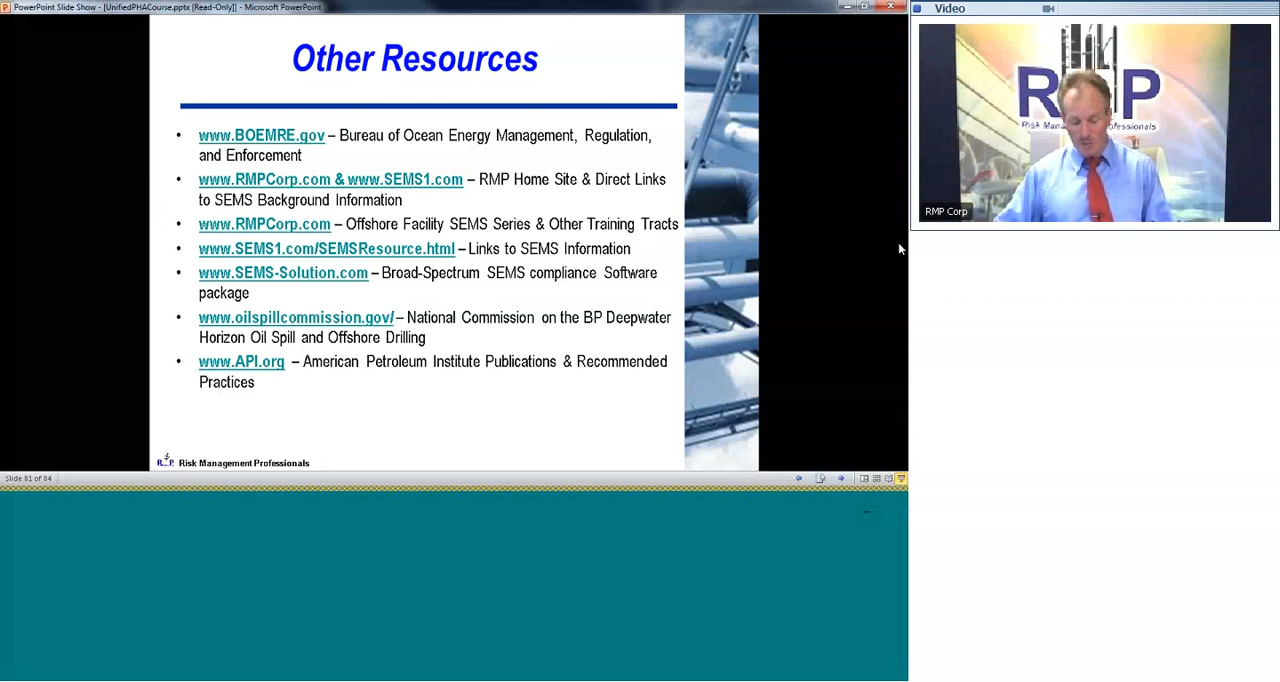 PowerPoint Slide Show - [UnifiedPHACourse.pptx [Read-Only]] - Microsoft PowerPoint
Video
Other Resources
• www.BOEMRE.gov – Bureau of Ocean Energy Management, Regulation,
and Enforcement
• www.RMPCorp.com & www.SEMS1.com – RMP Home Site & Direct Links
to SEMS Background Information
• www.RMPCorp.com – Offshore Facility SEMS Series & Other Training Tracts
• www.SEMS1.com/SEMSResource.html – Links to SEMS Information
• www.SEMS-Solution.com – Broad-Spectrum SEMS compliance Software
package
• www.oilspillcommission.gov/ – National Commission on the BP Deepwater
Horizon Oil Spill and Offshore Drilling
• www.API.org – American Petroleum Institute Publications & Recommended
Practices
RMP Risk Management Professionals
Slide 81 of 84
R P
Risk Ma ofessionals
RMP Corp